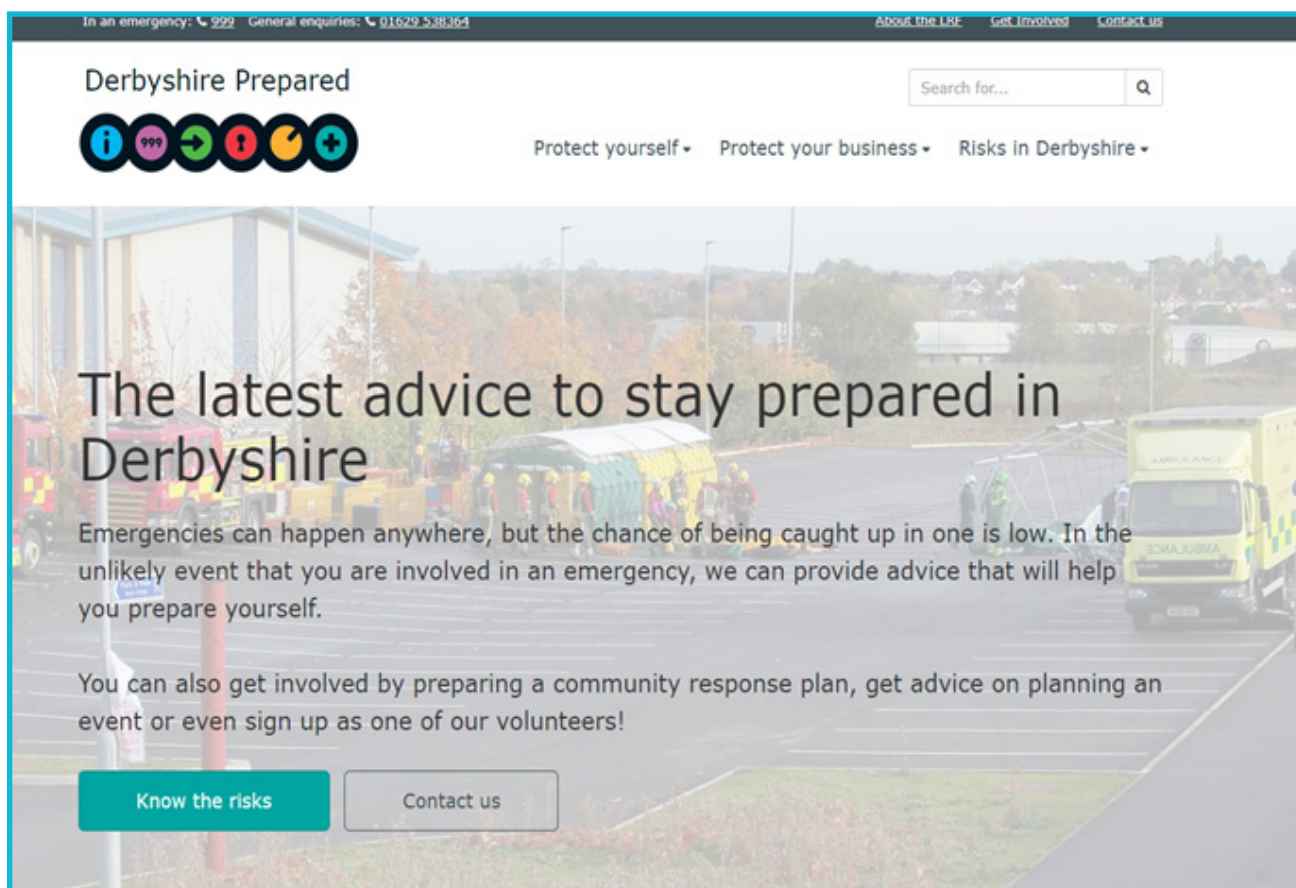 In an emergency: 999 General enquiries: 01629 538364
About the LRF Get Involved Contact us
Derbyshire Prepared
Search for...
i 999
Protect yourself Protect your business Risks in Derbyshire
The latest advice to stay prepared in
Derbyshire
AMBULANCE
Emergencies can happen anywhere, but the chance of being caught up in one is low. In the
unlikely event that you are involved in an emergency, we can provide advice that will help
you prepare yourself.
You can also get involved by preparing a community response plan, get advice on planning an
event or even sign up as one of our volunteers!
Know the risks Contact us